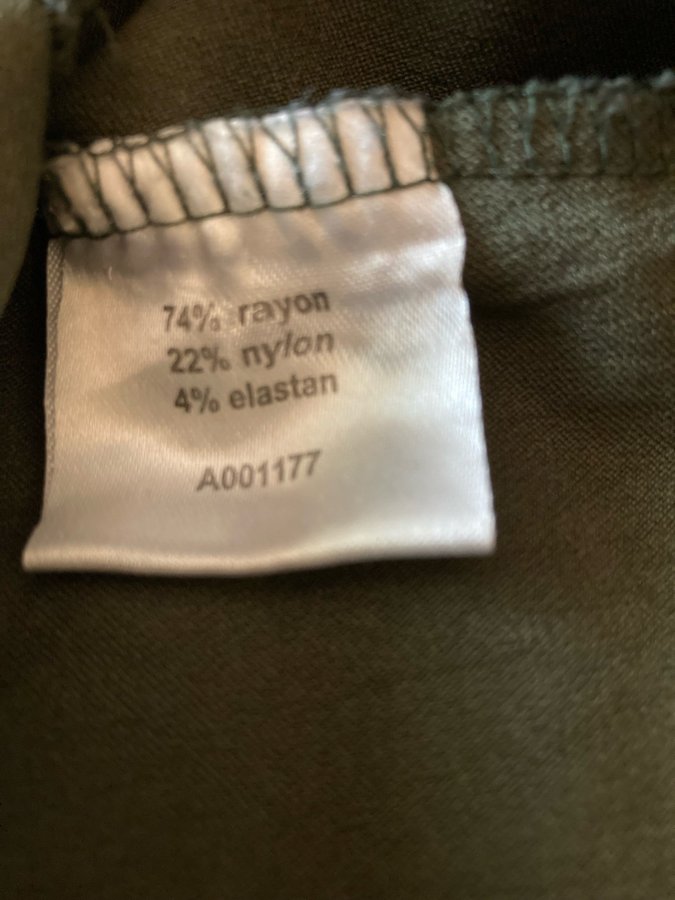 74% rayon
22% nylon
4% elastan
A001177